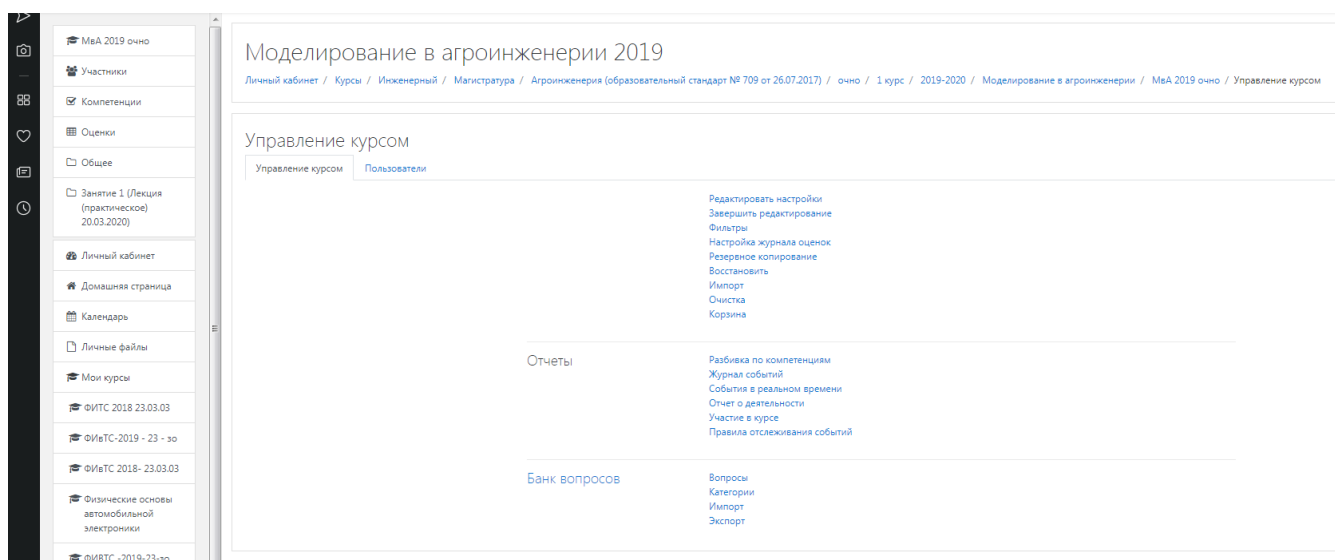 МвА 2019 очно
Участники
Компетенции
Оценки
Общее
Занятие 1 (Лекция
(практическое)
20.03.2020)
Личный кабинет
Домашняя страница
Календарь
Личные файлы
Мои курсы
ФИТС 2018 23.03.03
ФИвТС-2019 - 23 - зо
ФИвТС 2018- 23.03.03
Физические основы
автомобильной
электроники
ФИВТС -2019-23-зо
Моделирование в агроинженерии 2019
Личный кабинет / Курсы / Инженерный / Магистратура / Агроинженерия (образовательный стандарт № 709 от 26.07.2017) / очно / 1 курс / 2019-2020 / Моделирование в агроинженерии / МвА 2019 очно / Управление курсом
Управление курсом
Управление курсом Пользователи
Редактировать настройки
Завершить редактирование
Фильтры
Настройка журнала оценок
Резервное копирование
Восстановить
Импорт
Очистка
Корзина
Отчеты
Разбивка по компетенциям
Журнал событий
События в реальном времени
Отчет о деятельности
Участие в курсе
Правила отслеживания событий
Банк вопросов
Вопросы
Категории
Импорт
Экспорт